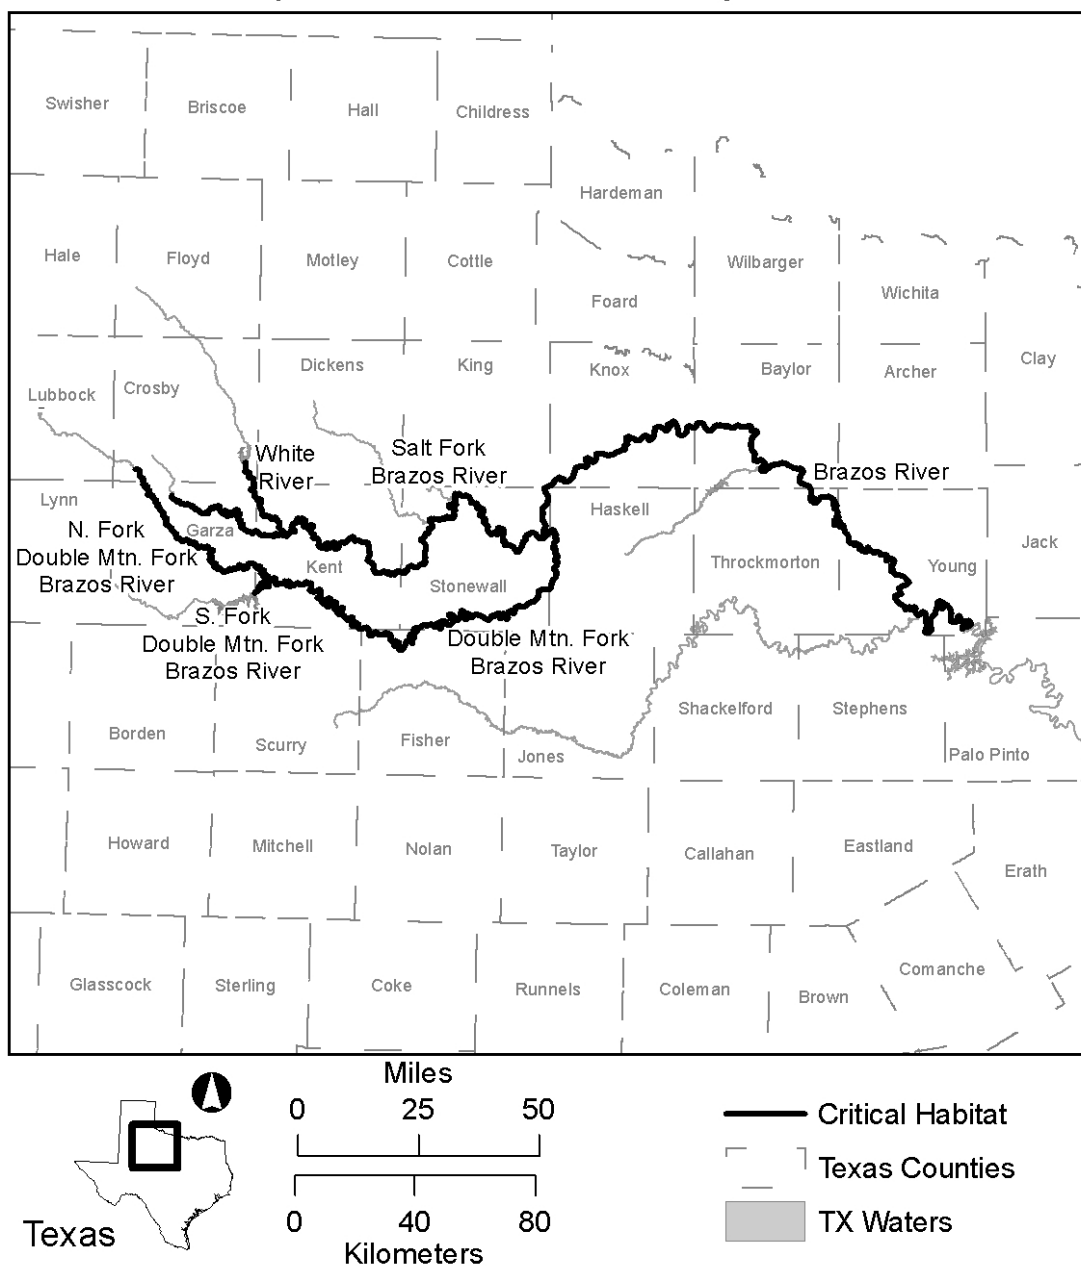 Swisher
Briscoe
Hall
Childress
Hardeman
Hale
Floyd
Motley
Cottle
Wilbarger
Foard
Wichita
Dickens
King
Knox
Baylor
Archer
Clay
Lubbock
Crosby
White
River
Salt Fork
Brazos River
Brazos River
Lynn
Garza
Haskell
N. Fork
Double Mtn. Fork
Brazos River
Kent
Stonewall
Throckmorton
Young
Jack
S. Fork
Double Mtn. Fork
Brazos River
Double Mtn. Fork
Brazos River
Borden
Scurry
Fisher
Jones
Shackelford
Stephens
Palo Pinto
Howard
Mitchell
Nolan
Taylor
Callahan
Eastland
Erath
Glasscock
Sterling
Coke
Runnels
Coleman
Brown
Comanche
Miles
0 25 50
0 40 80
Kilometers
Texas
Critical Habitat
Texas Counties
TX Waters